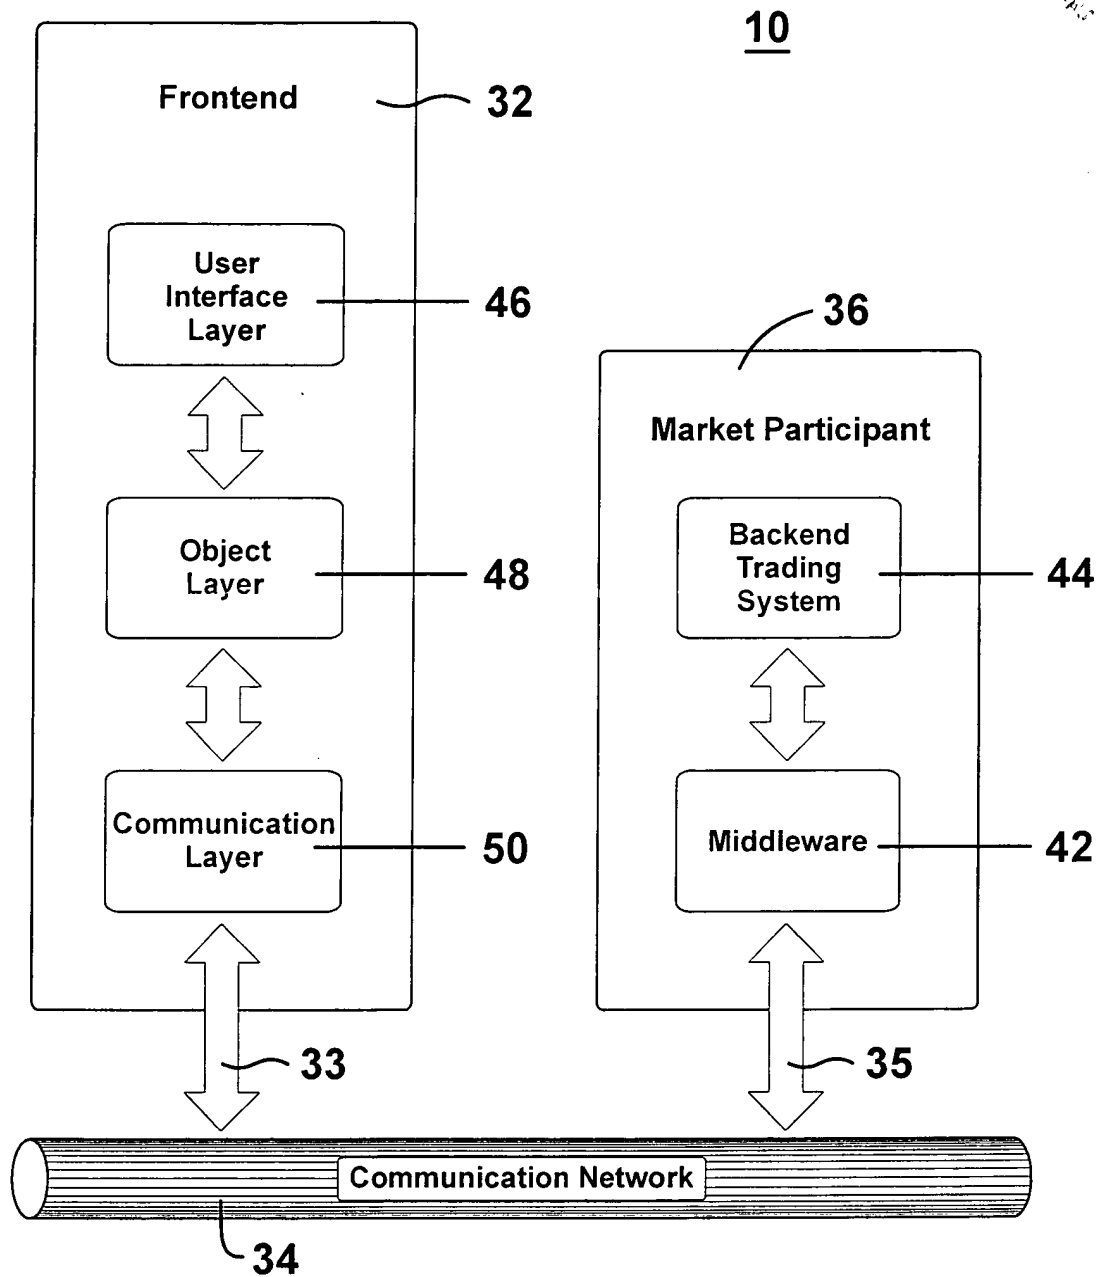 10
Frontend
32
User
Interface
Layer
46
36
Market Participant
Object
Layer
48
Backend
Trading
System
44
Communication
Layer
50
Middleware
42
33
35
Communication Network
34